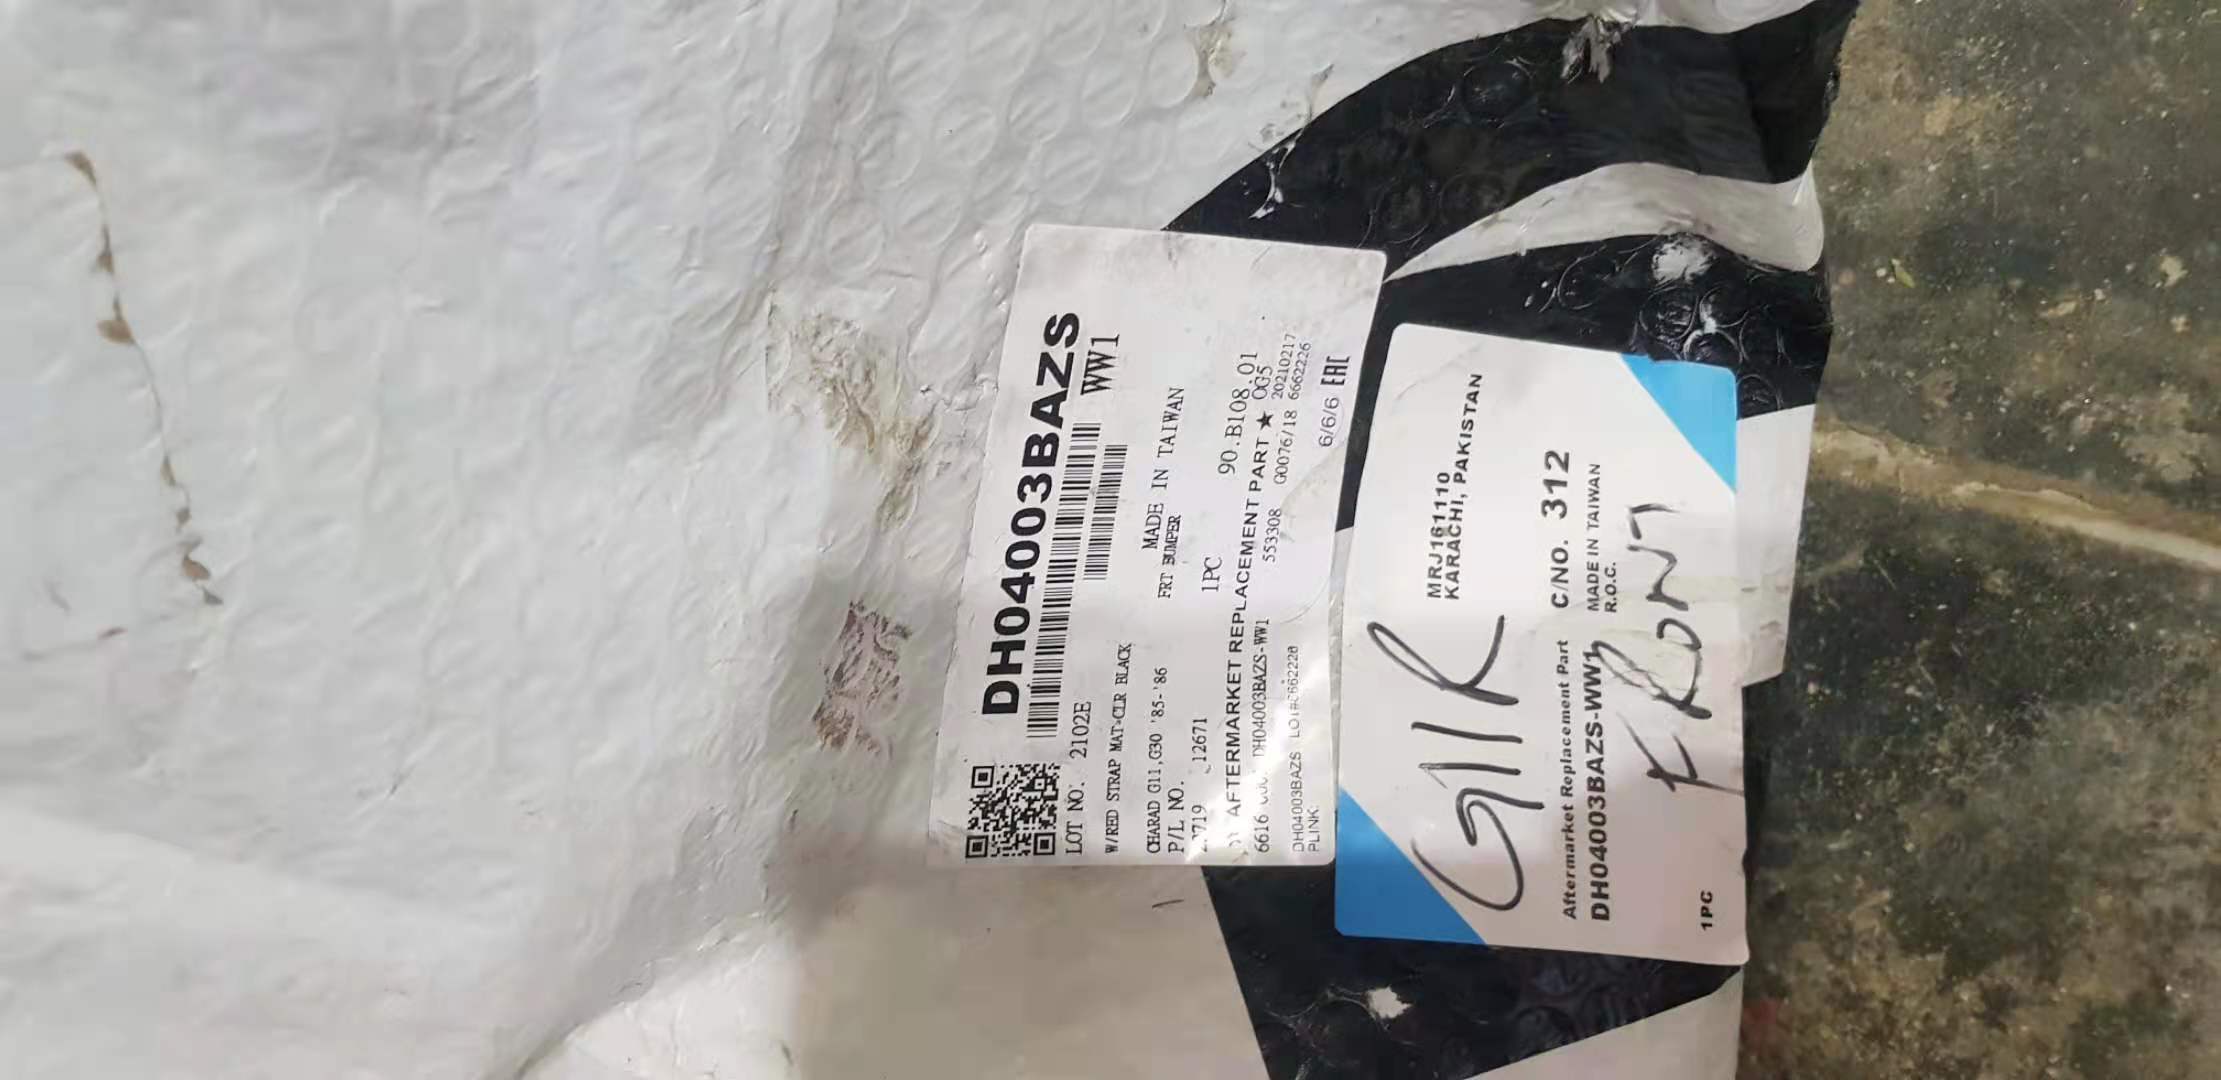 DH04003BAZS
WW1
LOT NO. 2102E
W/RED STRAP MAT-CLR BLACK
MADE IN TAIWAN
CHARAD G11,G30 '85-'86 FRT BUMPER
P/L NO.
12671 1PC
90.B108.01
AFTERMARKET REPLACEMENT PART ★ OG5
6616 DH04003BAZS-WW1 553308 G0076/18 20210217
DH04003BAZS 6662226
PLINK:
6/6/6 EAC
MRJ161110
KARACHI, PAKISTAN
G11R
Aftermarket Replacement Part C/NO. 312
DH04003BAZS-WW1 MADE IN TAIWAN
R.O.C.
FRONT
1PC